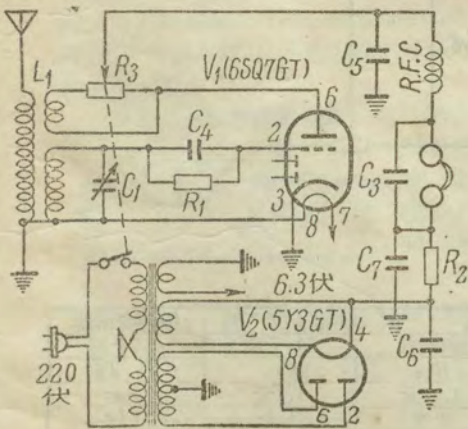 L₁
R₃
V₁(6SQ7GT)
C₅
R.F.C
6
C₄
2
C₁
R₁
3
8
7
C₃
C₇
R₂
6.3伏
V₂(5Y3GT)
4
8
C₆
220
伏
6
2